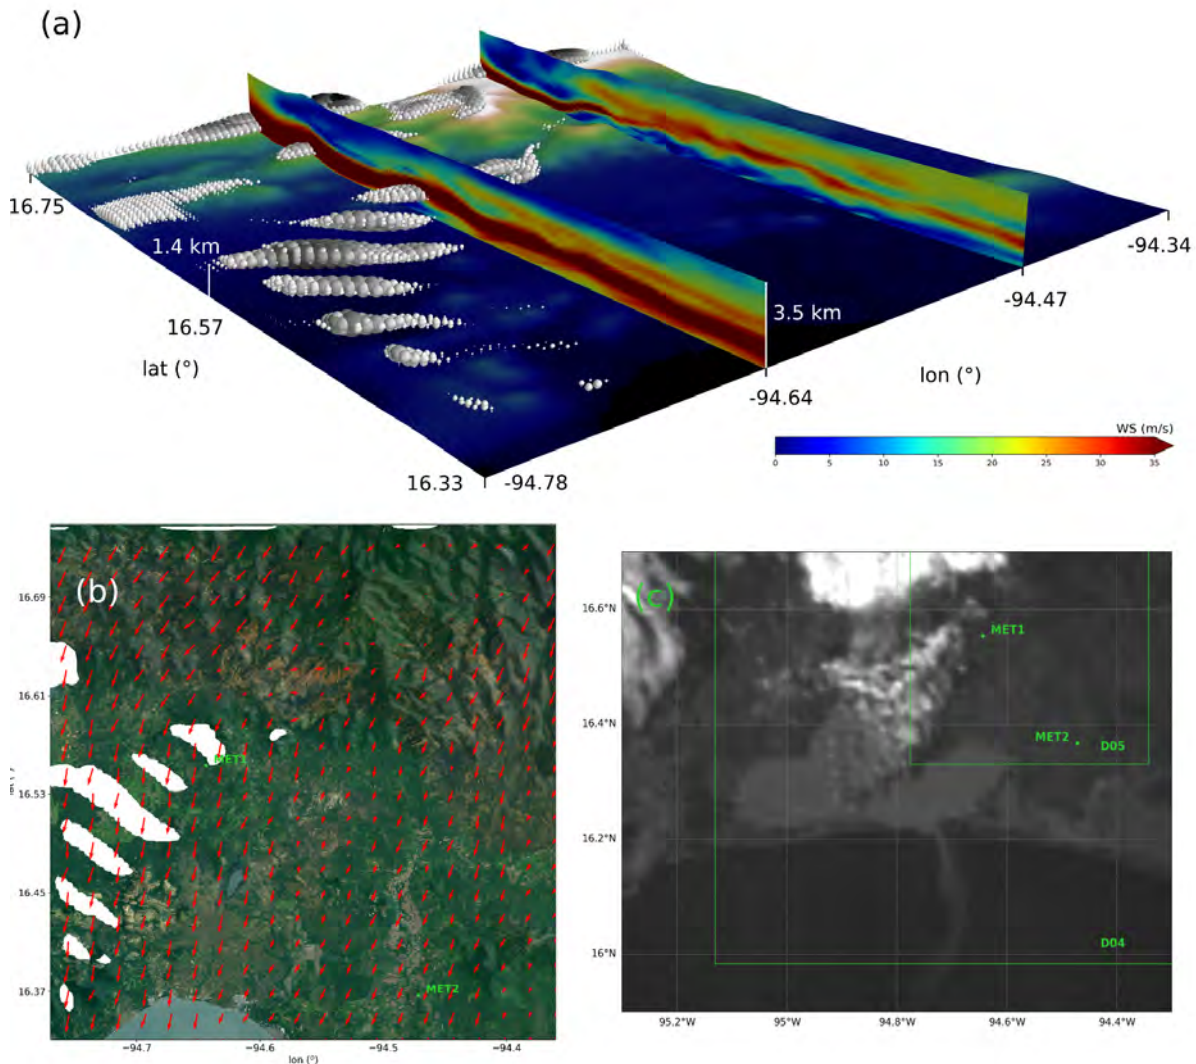 (a)
16.75
1.4 km
16.57
lat (°)
16.33
-94.78
3.5 km
-94.64
lon (°)
-94.47
-94.34
WS (m/s)
0 5 10 15 20 25 30 35
(b)
16.69
16.61
16.53
16.45
16.37
MET1
MET2
−94.7 −94.6 −94.5 −94.4
lon (°)
(c)
16.6°N
16.4°N
16.2°N
16°N
MET1
MET2
D05
D04
95.2°W 95°W 94.8°W 94.6°W 94.4°W